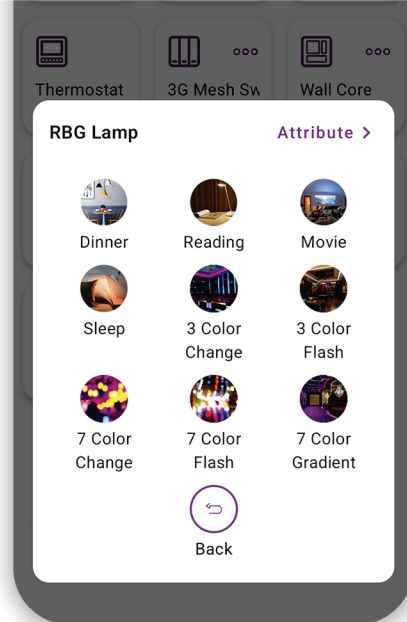 Thermostat
3G Mesh Sw
Wall Core
RBG Lamp
Attribute
Dinner
Reading
Movie
Sleep
3 Color
Change
3 Color
Flash
7 Color
Change
7 Color
Flash
7 Color
Gradient
Back